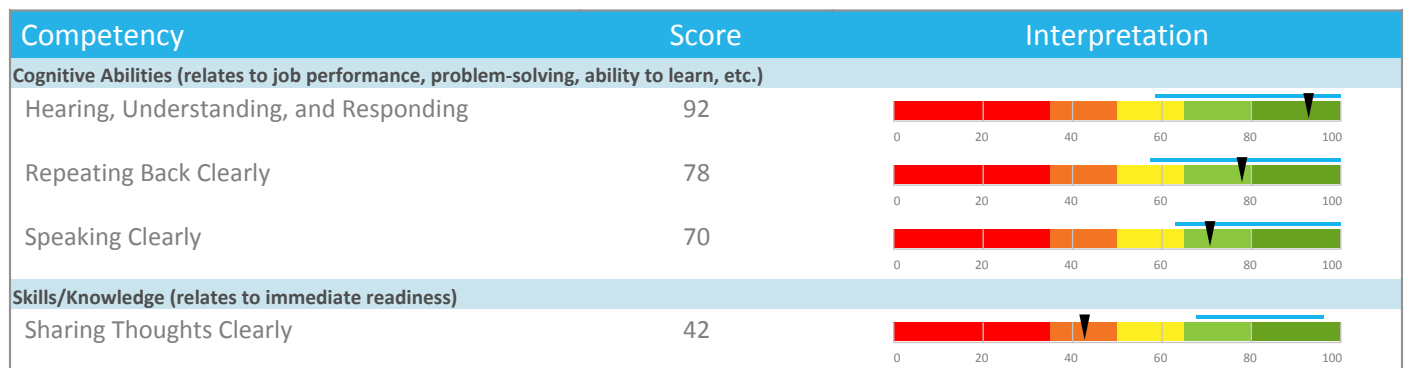 Competency Score Interpretation
Cognitive Abilities (relates to job performance, problem-solving, ability to learn, etc.)
Hearing, Understanding, and Responding 92
0 20 40 60 80 100
Repeating Back Clearly 78
0 20 40 60 80 100
Speaking Clearly 70
0 20 40 60 80 100
Skills/Knowledge (relates to immediate readiness)
Sharing Thoughts Clearly 42
0 20 40 60 80 100